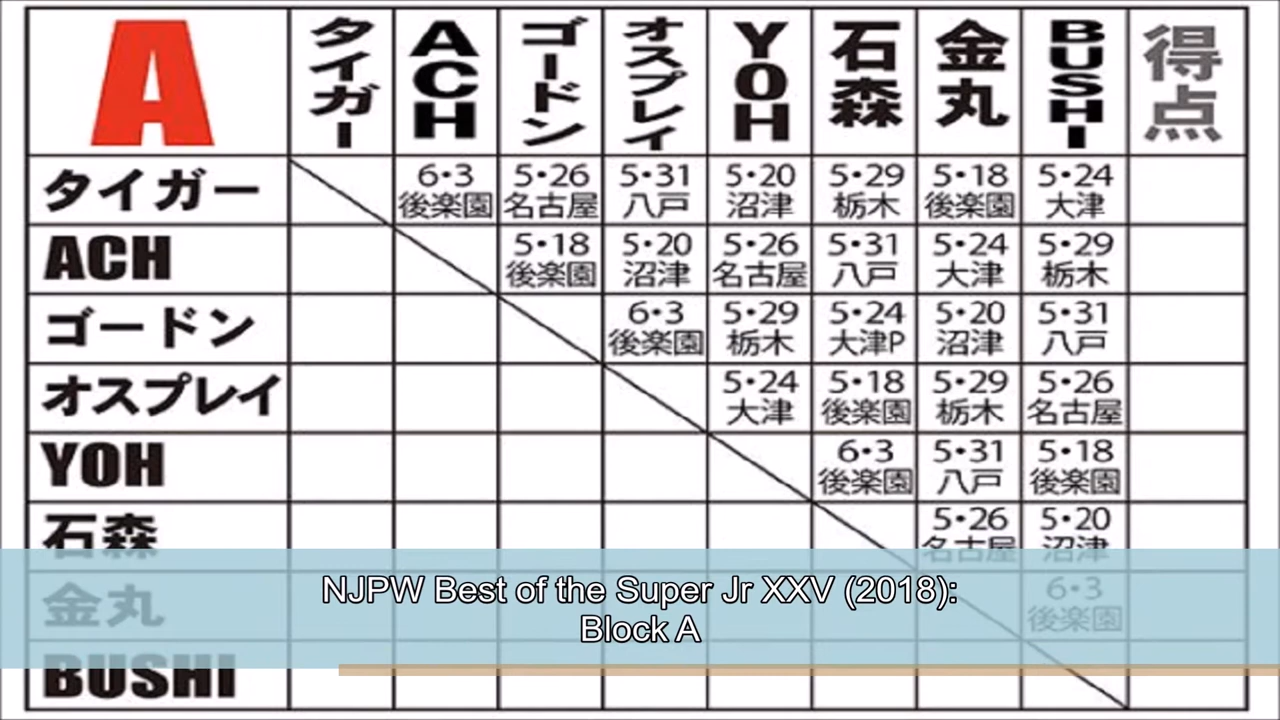 A タイガー ACH ゴードン オスプレイ YOH 石森 金丸 BUSHI 得点
タイガー 6・3 5・26 5・31 5・20 5・29 5・18 5・24
後楽園 名古屋 八戸 沼津 栃木 後楽園 大津
ACH 5・18 5・20 5・26 5・31 5・24 5・29
後楽園 沼津 名古屋 八戸 大津 栃木
ゴードン 6・3 5・29 5・24 5・20 5・31
後楽園 栃木 大津P 沼津 八戸
オスプレイ 5・24 5・18 5・29 5・26
大津 後楽園 栃木 名古屋
YOH 6・3 5・31 5・18
後楽園 八戸 後楽園
石森 5・26 5・20
名古屋 沼津
金丸 6・3
後楽園
NJPW Best of the Super Jr XXV (2018):
Block A
BUSHI